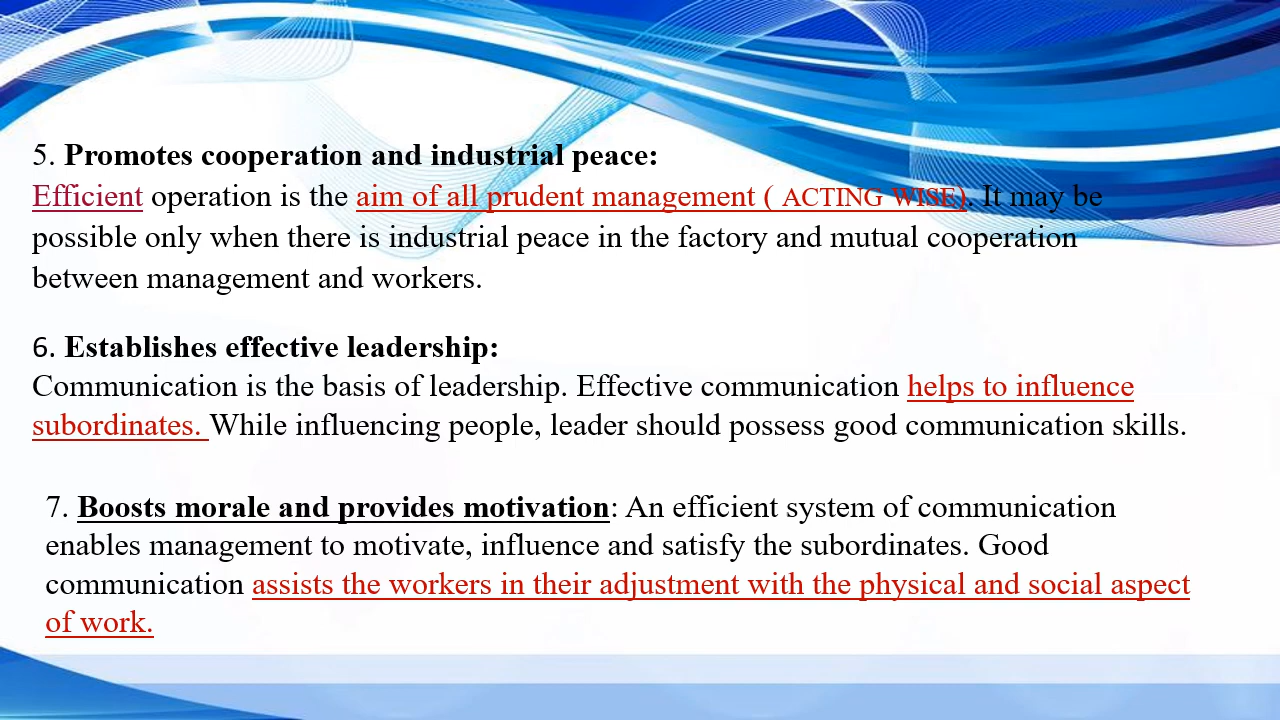 5. Promotes cooperation and industrial peace:
Efficient operation is the aim of all prudent management ( ACTING WISE). It may be
possible only when there is industrial peace in the factory and mutual cooperation
between management and workers.
6. Establishes effective leadership:
Communication is the basis of leadership. Effective communication helps to influence
subordinates. While influencing people, leader should possess good communication skills.
7. Boosts morale and provides motivation: An efficient system of communication
enables management to motivate, influence and satisfy the subordinates. Good
communication assists the workers in their adjustment with the physical and social aspect
of work.